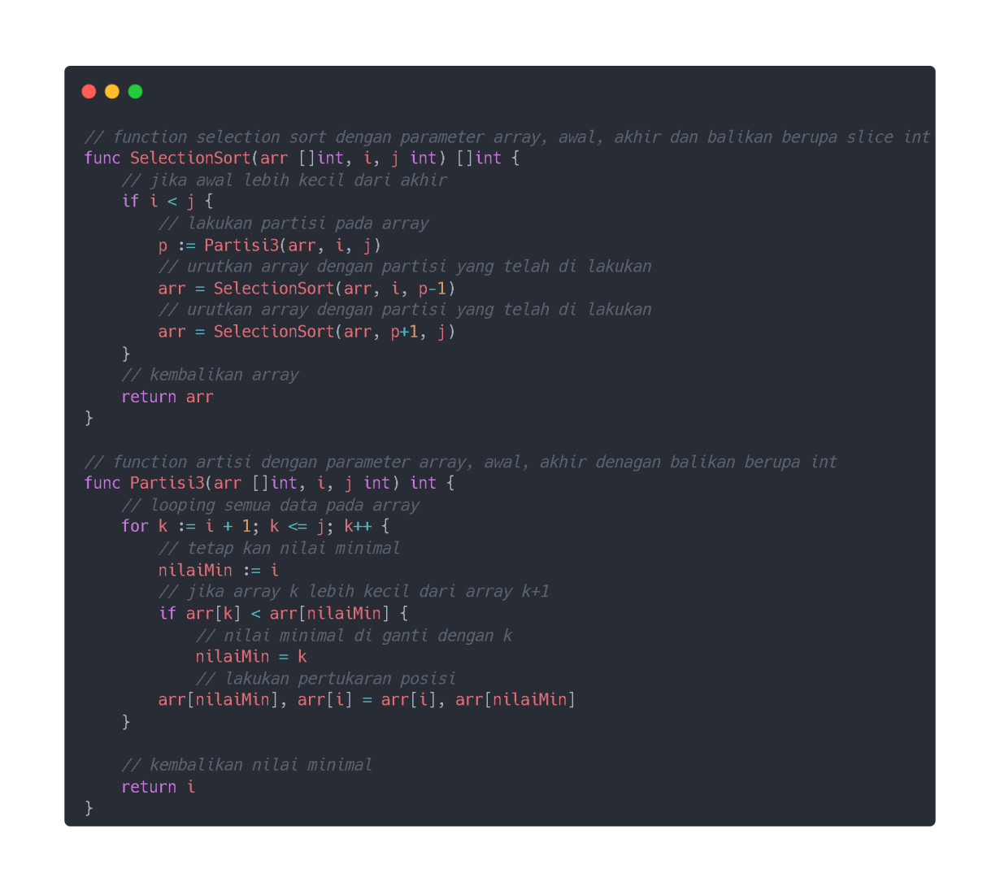 // function selection sort dengan parameter array, awal, akhir dan balikan berupa slice int
func SelectionSort(arr []int, i, j int) []int {
    // jika awal lebih kecil dari akhir
    if i < j {
        // lakukan partisi pada array
        p := Partisi3(arr, i, j)
        // urutkan array dengan partisi yang telah di lakukan
        arr = SelectionSort(arr, i, p-1)
        // urutkan array dengan partisi yang telah di lakukan
        arr = SelectionSort(arr, p+1, j)
    }
    // kembalikan array
    return arr
}

// function artisi dengan parameter array, awal, akhir denagan balikan berupa int
func Partisi3(arr []int, i, j int) int {
    // looping semua data pada array
    for k := i + 1; k <= j; k++ {
        // tetap kan nilai minimal
        nilaiMin := i
        // jika array k lebih kecil dari array k+1
        if arr[k] < arr[nilaiMin] {
            // nilai minimal di ganti dengan k
            nilaiMin = k
            // lakukan pertukaran posisi
        arr[nilaiMin], arr[i] = arr[i], arr[nilaiMin]
    }

    // kembalikan nilai minimal
    return i
}